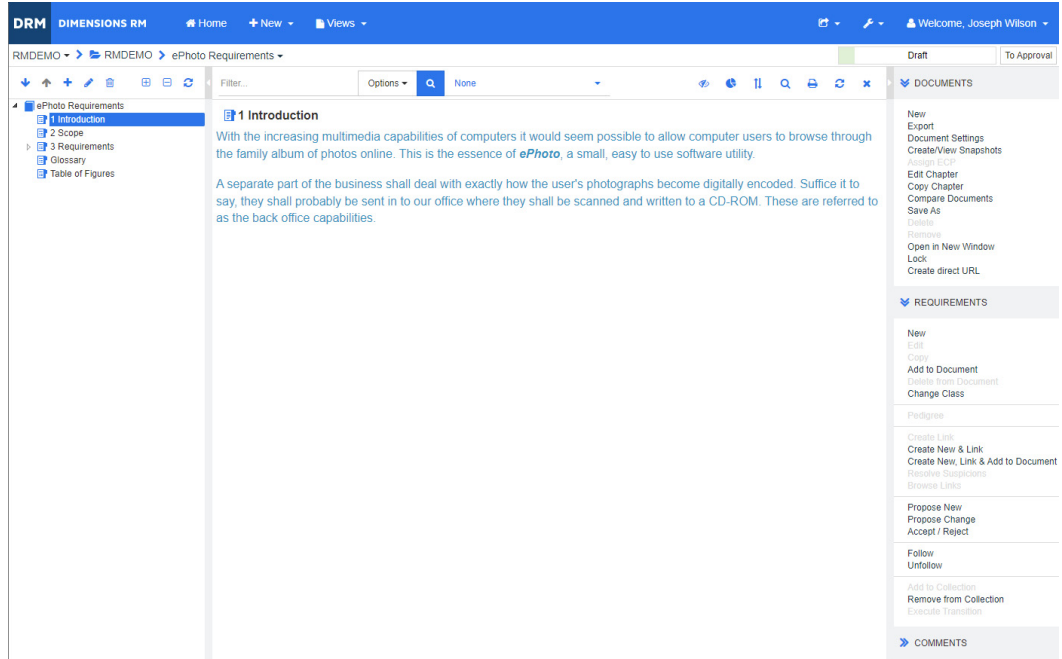 DRM DIMENSIONS RM Home New Views Welcome, Joseph Wilson
RMDEMO RMDEMO ePhoto Requirements Draft To Approval
Filter... Options None
ePhoto Requirements
1 Introduction
2 Scope
3 Requirements
Glossary
Table of Figures
1 Introduction
With the increasing multimedia capabilities of computers it would seem possible to allow computer users to browse through
the family album of photos online. This is the essence of ePhoto, a small, easy to use software utility.
A separate part of the business shall deal with exactly how the user's photographs become digitally encoded. Suffice it to
say, they shall probably be sent in to our office where they shall be scanned and written to a CD-ROM. These are referred to
as the back office capabilities.
DOCUMENTS
New
Export
Document Settings
Create/View Snapshots
Assign ECP
Edit Chapter
Copy Chapter
Compare Documents
Save As
Delete
Remove
Open in New Window
Lock
Create direct URL
REQUIREMENTS
New
Edit
Copy
Add to Document
Delete from Document
Change Class
Pedigree
Create Link
Create New & Link
Create New, Link & Add to Document
Resolve Suspicions
Browse Links
Propose New
Propose Change
Accept / Reject
Follow
Unfollow
Add to Collection
Remove from Collection
Execute Transition
COMMENTS